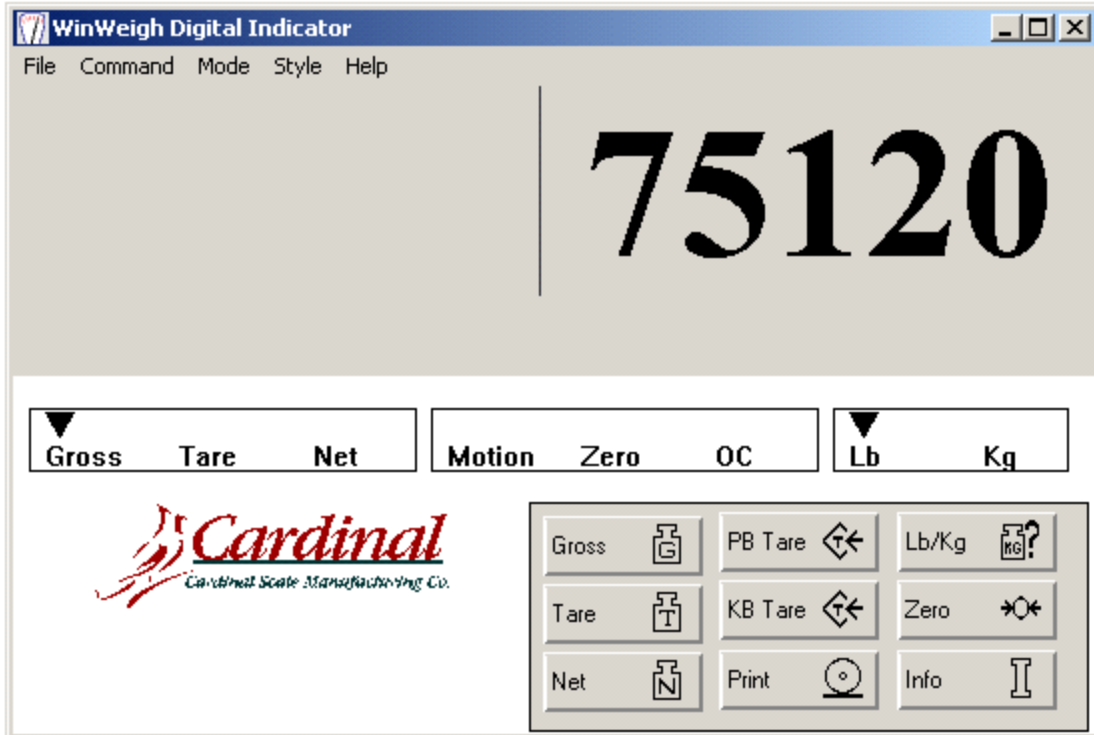 WinWeigh Digital Indicator
File Command Mode Style Help
75120
Gross Tare Net Motion Zero OC Lb Kg
Cardinal
Cardinal Scale Manufacturing Co.
Gross G PB Tare T Lb/Kg KG?
Tare T KB Tare T Zero
Net N Print Info I